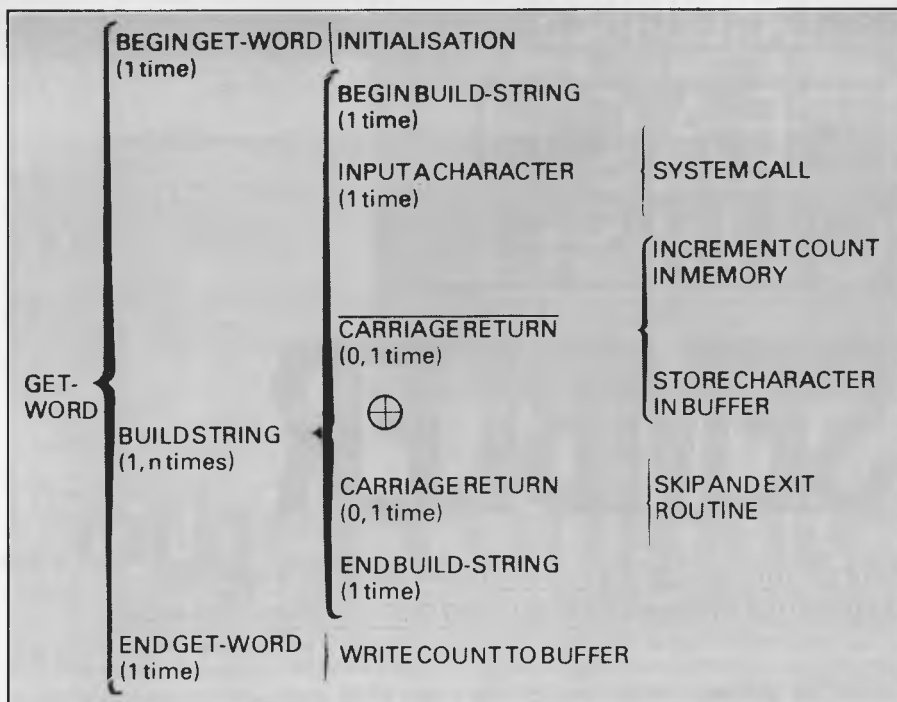 BEGIN GET-WORD
(1 time)
INITIALISATION
BEGIN BUILD-STRING
(1 time)
INPUT A CHARACTER
(1 time)
SYSTEM CALL
INCREMENT COUNT
IN MEMORY
CARRIAGE RETURN
(0, 1 time)
STORE CHARACTER
IN BUFFER
GET-
WORD
BUILD STRING
(1, n times)
CARRIAGE RETURN
(0, 1 time)
SKIP AND EXIT
ROUTINE
END BUILD-STRING
(1 time)
END GET-WORD
(1 time)
WRITE COUNT TO BUFFER